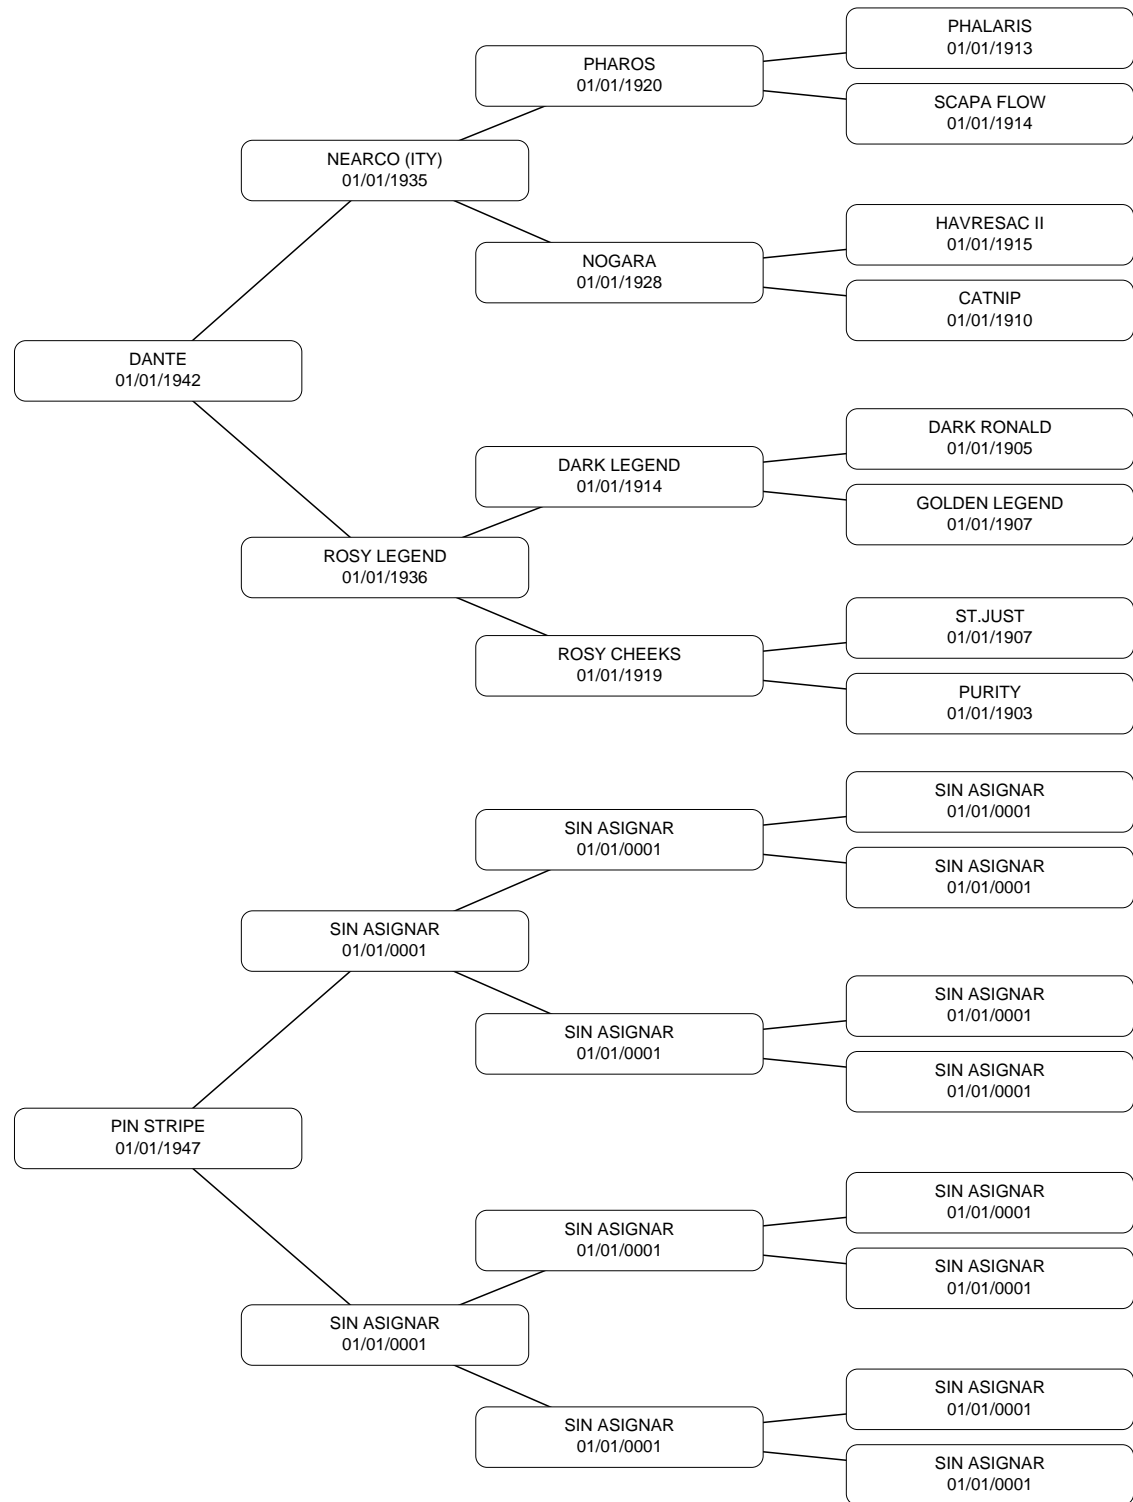 PHALARIS
01/01/1913
PHAROS
01/01/1920
SCAPA FLOW
01/01/1914
NEARCO (ITY)
01/01/1935
HAVRESAC II
01/01/1915
NOGARA
01/01/1928
CATNIP
01/01/1910
DANTE
01/01/1942
DARK RONALD
01/01/1905
DARK LEGEND
01/01/1914
GOLDEN LEGEND
01/01/1907
ROSY LEGEND
01/01/1936
ST.JUST
01/01/1907
ROSY CHEEKS
01/01/1919
PURITY
01/01/1903
SIN ASIGNAR
01/01/0001
SIN ASIGNAR
01/01/0001
SIN ASIGNAR
01/01/0001
SIN ASIGNAR
01/01/0001
SIN ASIGNAR
01/01/0001
SIN ASIGNAR
01/01/0001
SIN ASIGNAR
01/01/0001
PIN STRIPE
01/01/1947
SIN ASIGNAR
01/01/0001
SIN ASIGNAR
01/01/0001
SIN ASIGNAR
01/01/0001
SIN ASIGNAR
01/01/0001
SIN ASIGNAR
01/01/0001
SIN ASIGNAR
01/01/0001
SIN ASIGNAR
01/01/0001